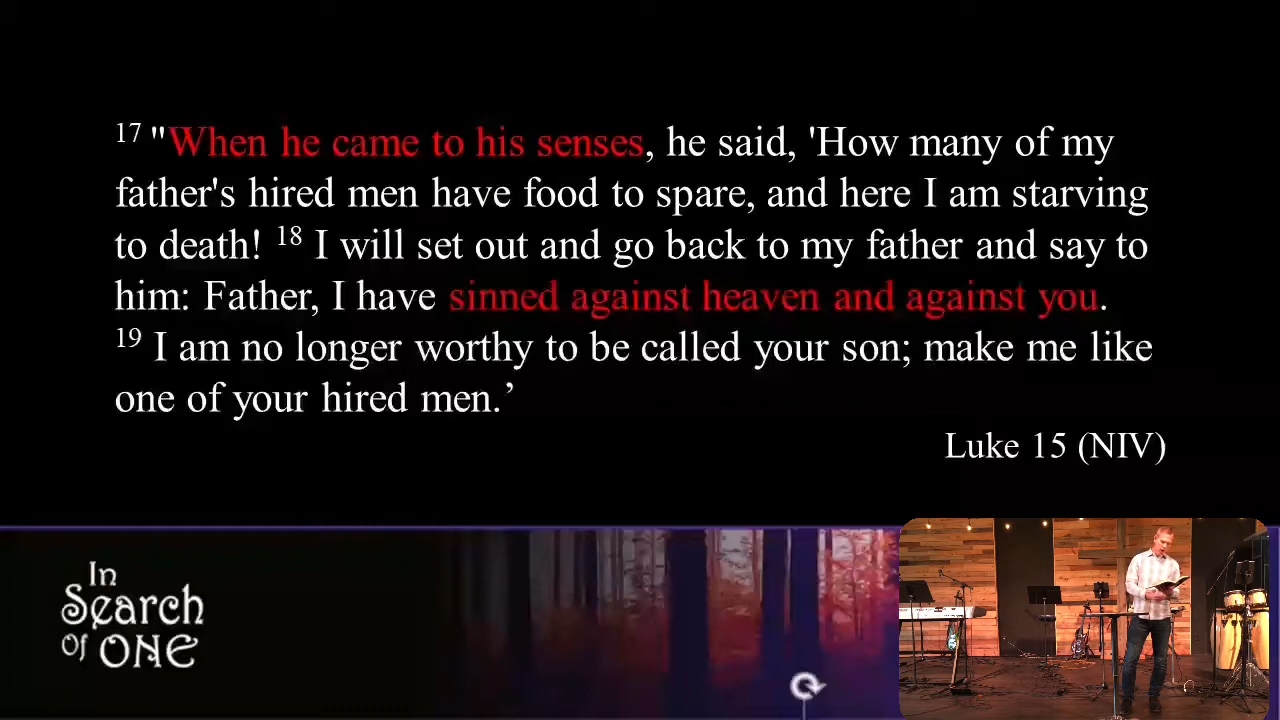 17 "When he came to his senses, he said, 'How many of my
father's hired men have food to spare, and here I am starving
to death! 18 I will set out and go back to my father and say to
him: Father, I have sinned against heaven and against you.
19 I am no longer worthy to be called your son; make me like
one of your hired men.’
Luke 15 (NIV)
In
Search
Of ONE